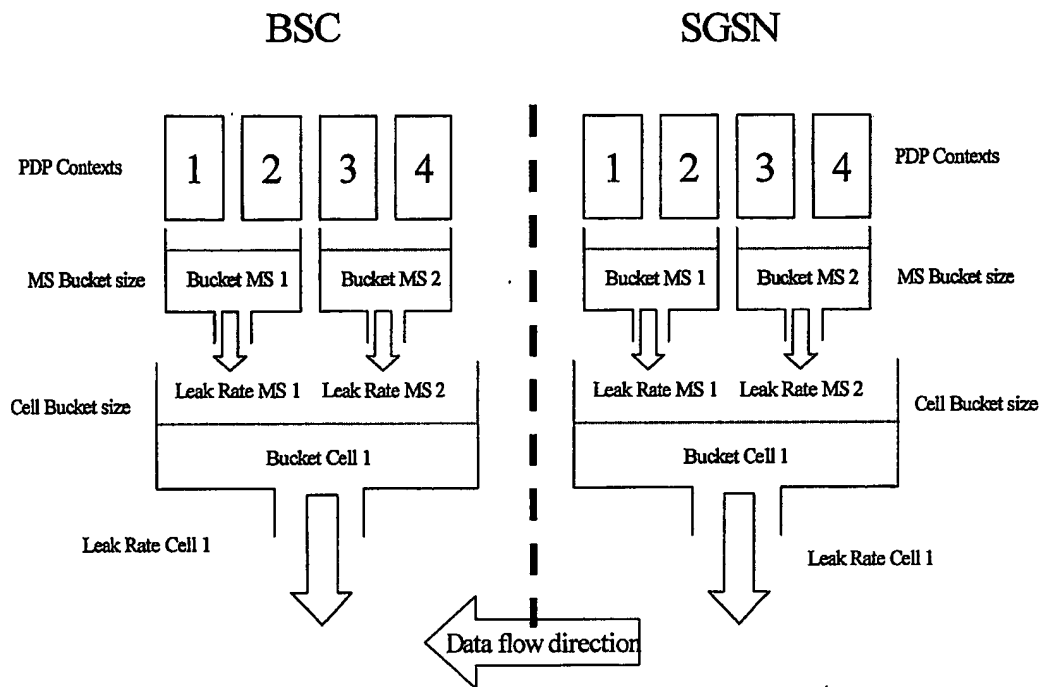 BSC
SGSN
PDP Contexts
1 2 3 4
1 2 3 4
PDP Contexts
MS Bucket size
Bucket MS 1
Bucket MS 2
Bucket MS 1
Bucket MS 2
MS Bucket size
Cell Bucket size
Leak Rate MS 1
Leak Rate MS 2
Leak Rate MS 1
Leak Rate MS 2
Cell Bucket size
Bucket Cell 1
Bucket Cell 1
Leak Rate Cell 1
Leak Rate Cell 1
Data flow direction